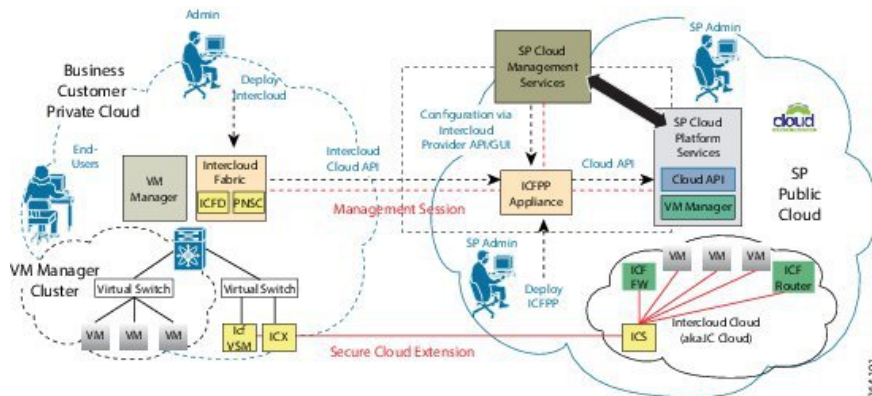 Admin
Business
Customer
Private Cloud
Deploy
Intercloud
End-
Users
VM
Manager
Intercloud
Fabric
ICFD
PNSC
Intercloud
Cloud API
Management Session
VM Manager
Cluster
Virtual Switch
Virtual Switch
VM
VM
VM
Icf
VSM
ICX
Secure Cloud Extension
SP Cloud
Management
Services
SP Admin
Configuration via
Intercloud
Provider API/GUI
Cloud API
ICFPP
Appliance
SP Cloud
Platform
Services
Cloud API
VM Manager
cloud
SP
Public
Cloud
SP Admin
Deploy
ICFPP
ICF
FW
VM
VM
VM
ICF
Router
ICS
Intercloud Cloud
(akaIC Cloud)